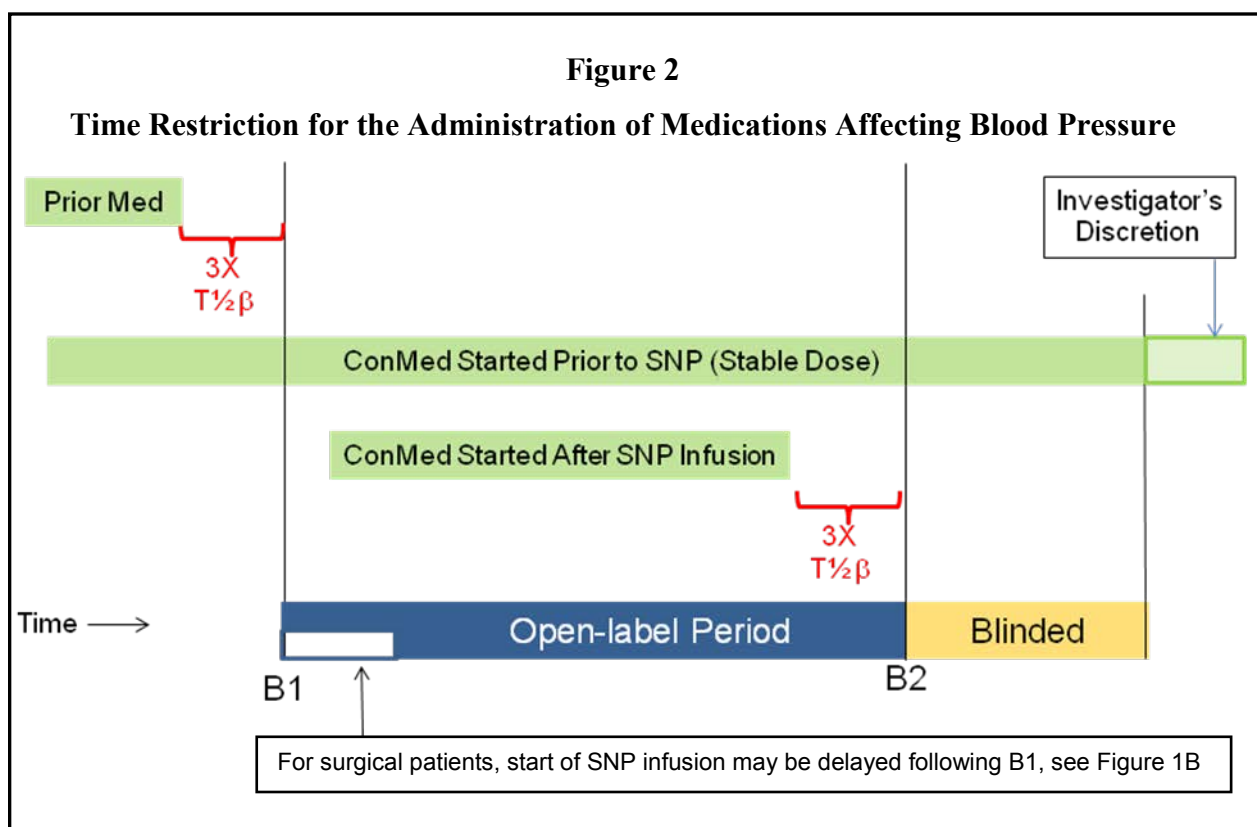 Figure 2
Time Restriction for the Administration of Medications Affecting Blood Pressure
Prior Med
Investigator's
Discretion
3X
T½β
ConMed Started Prior to SNP (Stable Dose)
ConMed Started After SNP Infusion
3X
T½β
Time
Open-label Period
Blinded
B1
B2
For surgical patients, start of SNP infusion may be delayed following B1, see Figure 1B